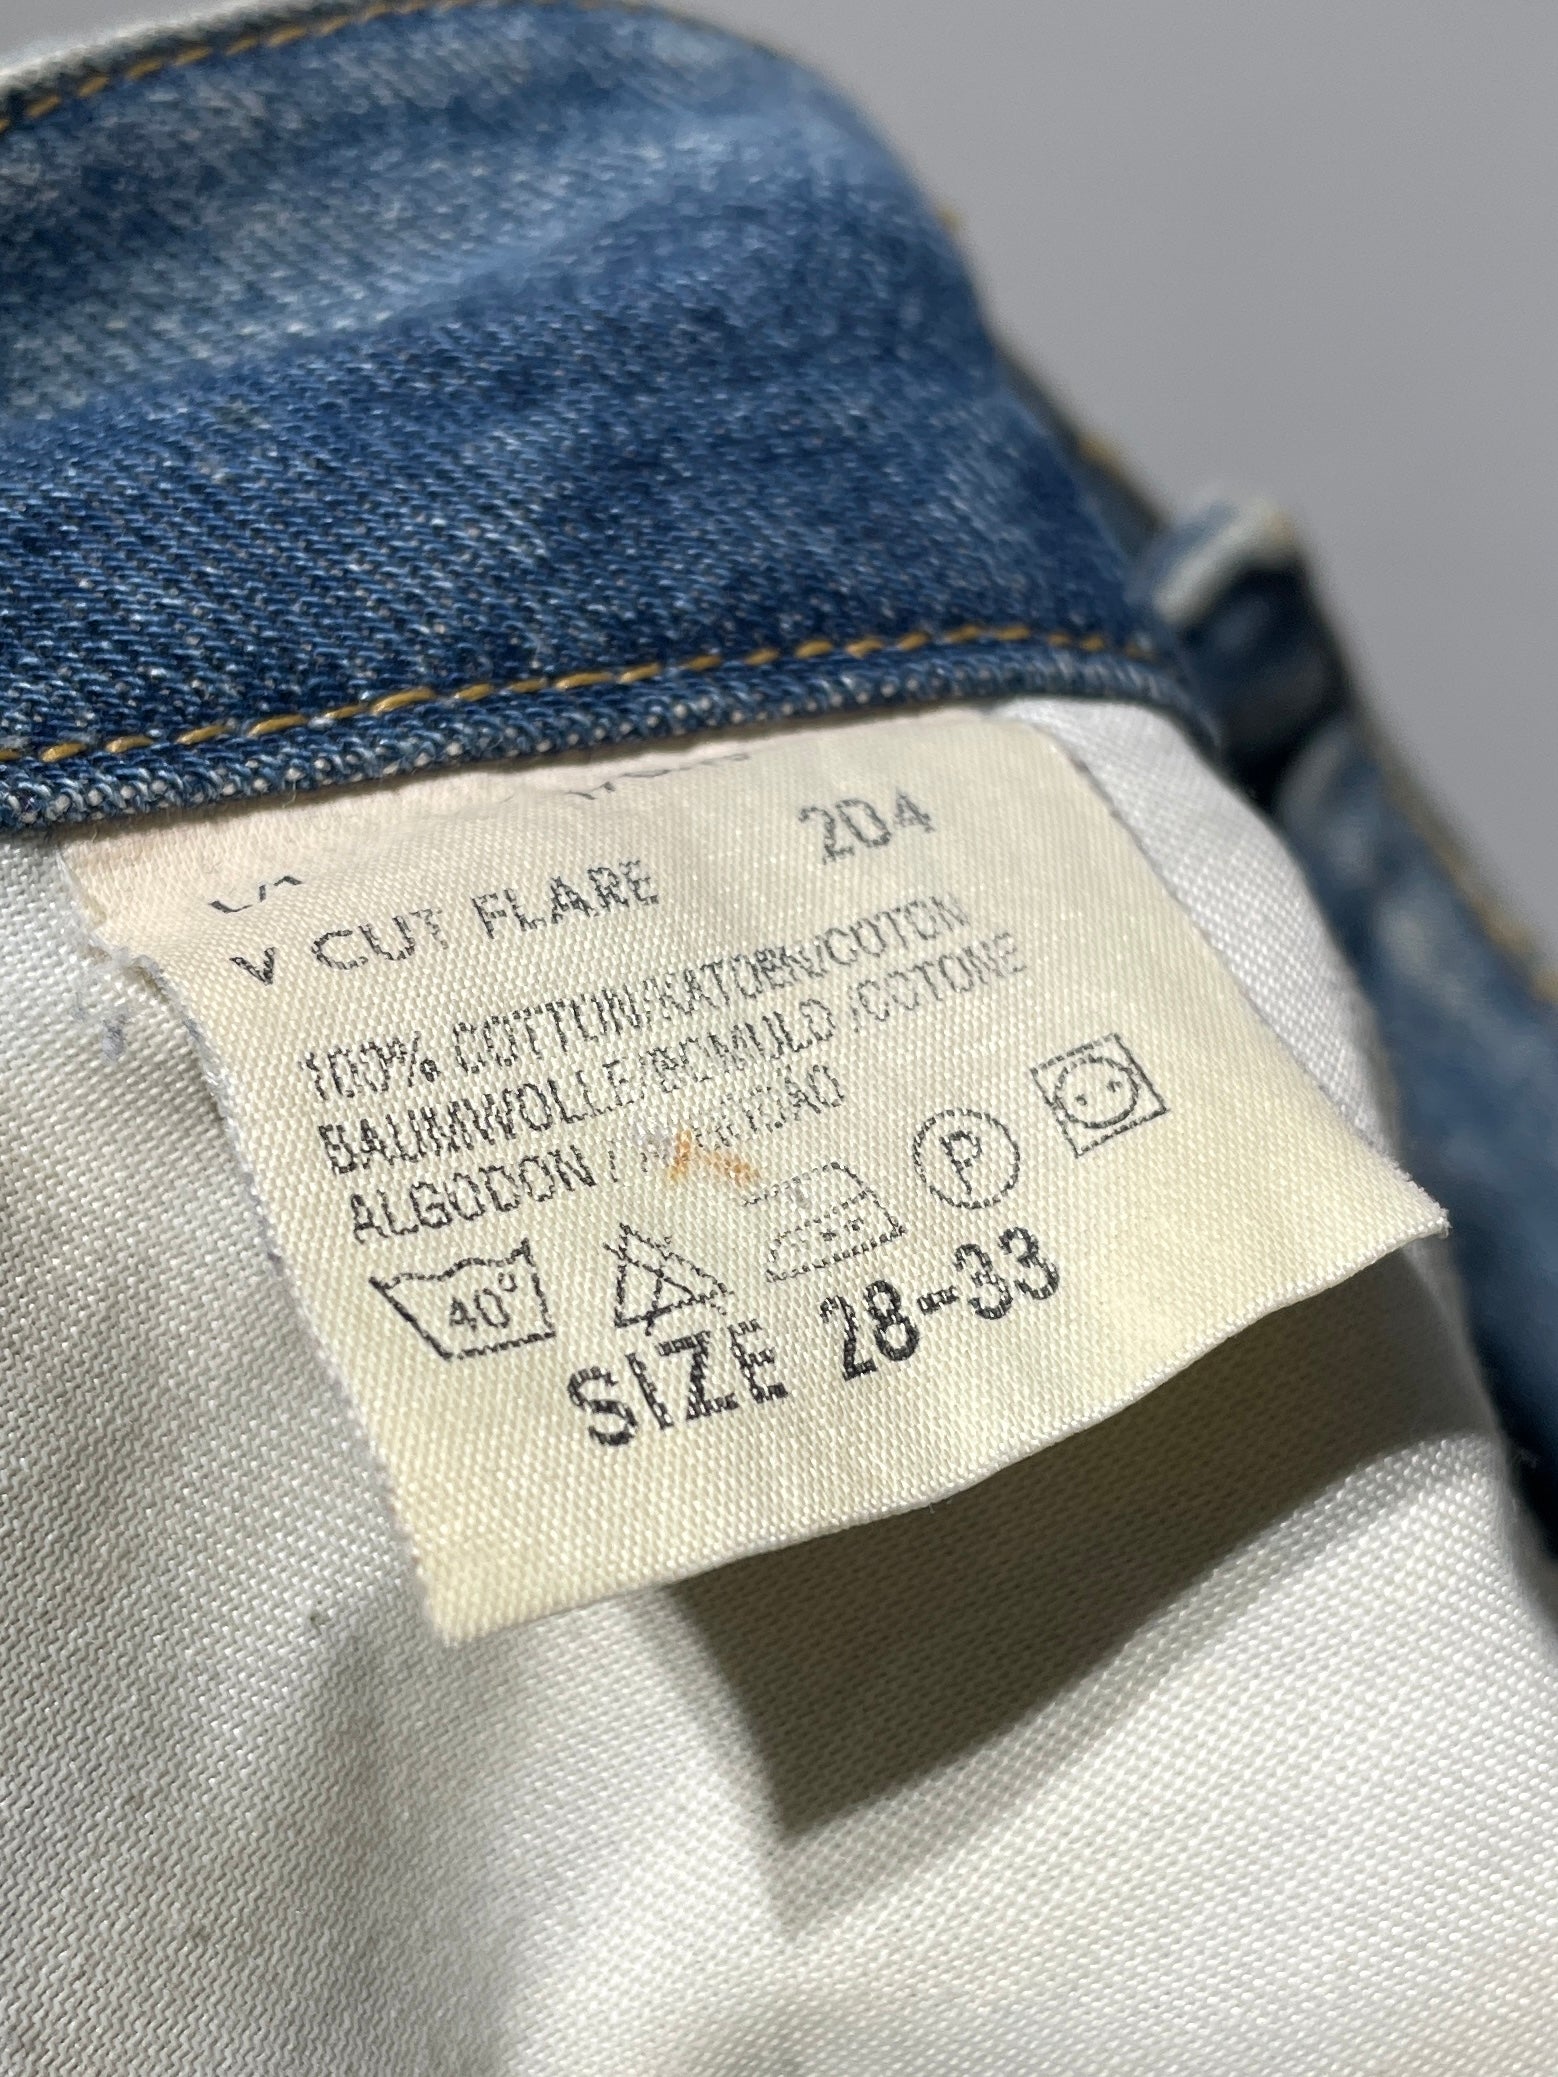 204
V CUT FLARE
100% COTTON/KATOEN/COTON
BAUMWOLLE/BOMULD/COTONE
ALGODON/
40°
P
SIZE 28-33